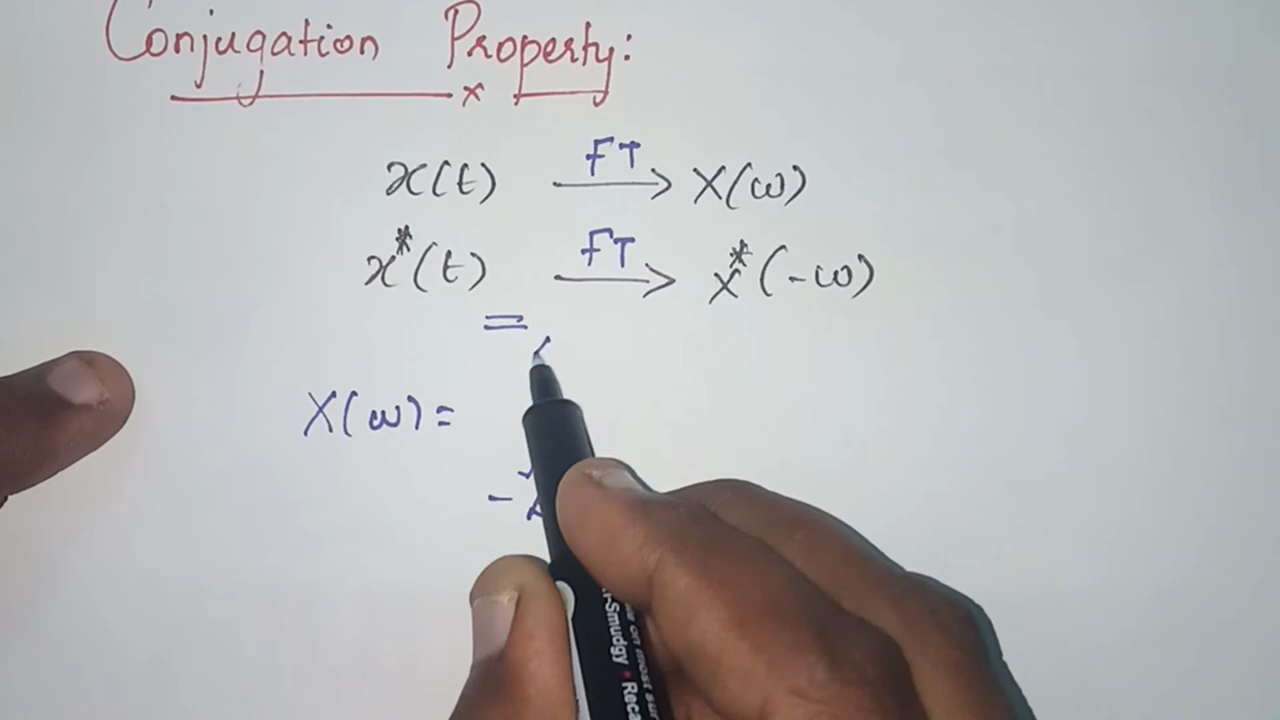 Conjugation Property:
x(t) FT→ X(ω)
x*(t) FT→ X*(-ω)
=
X(ω) =
-